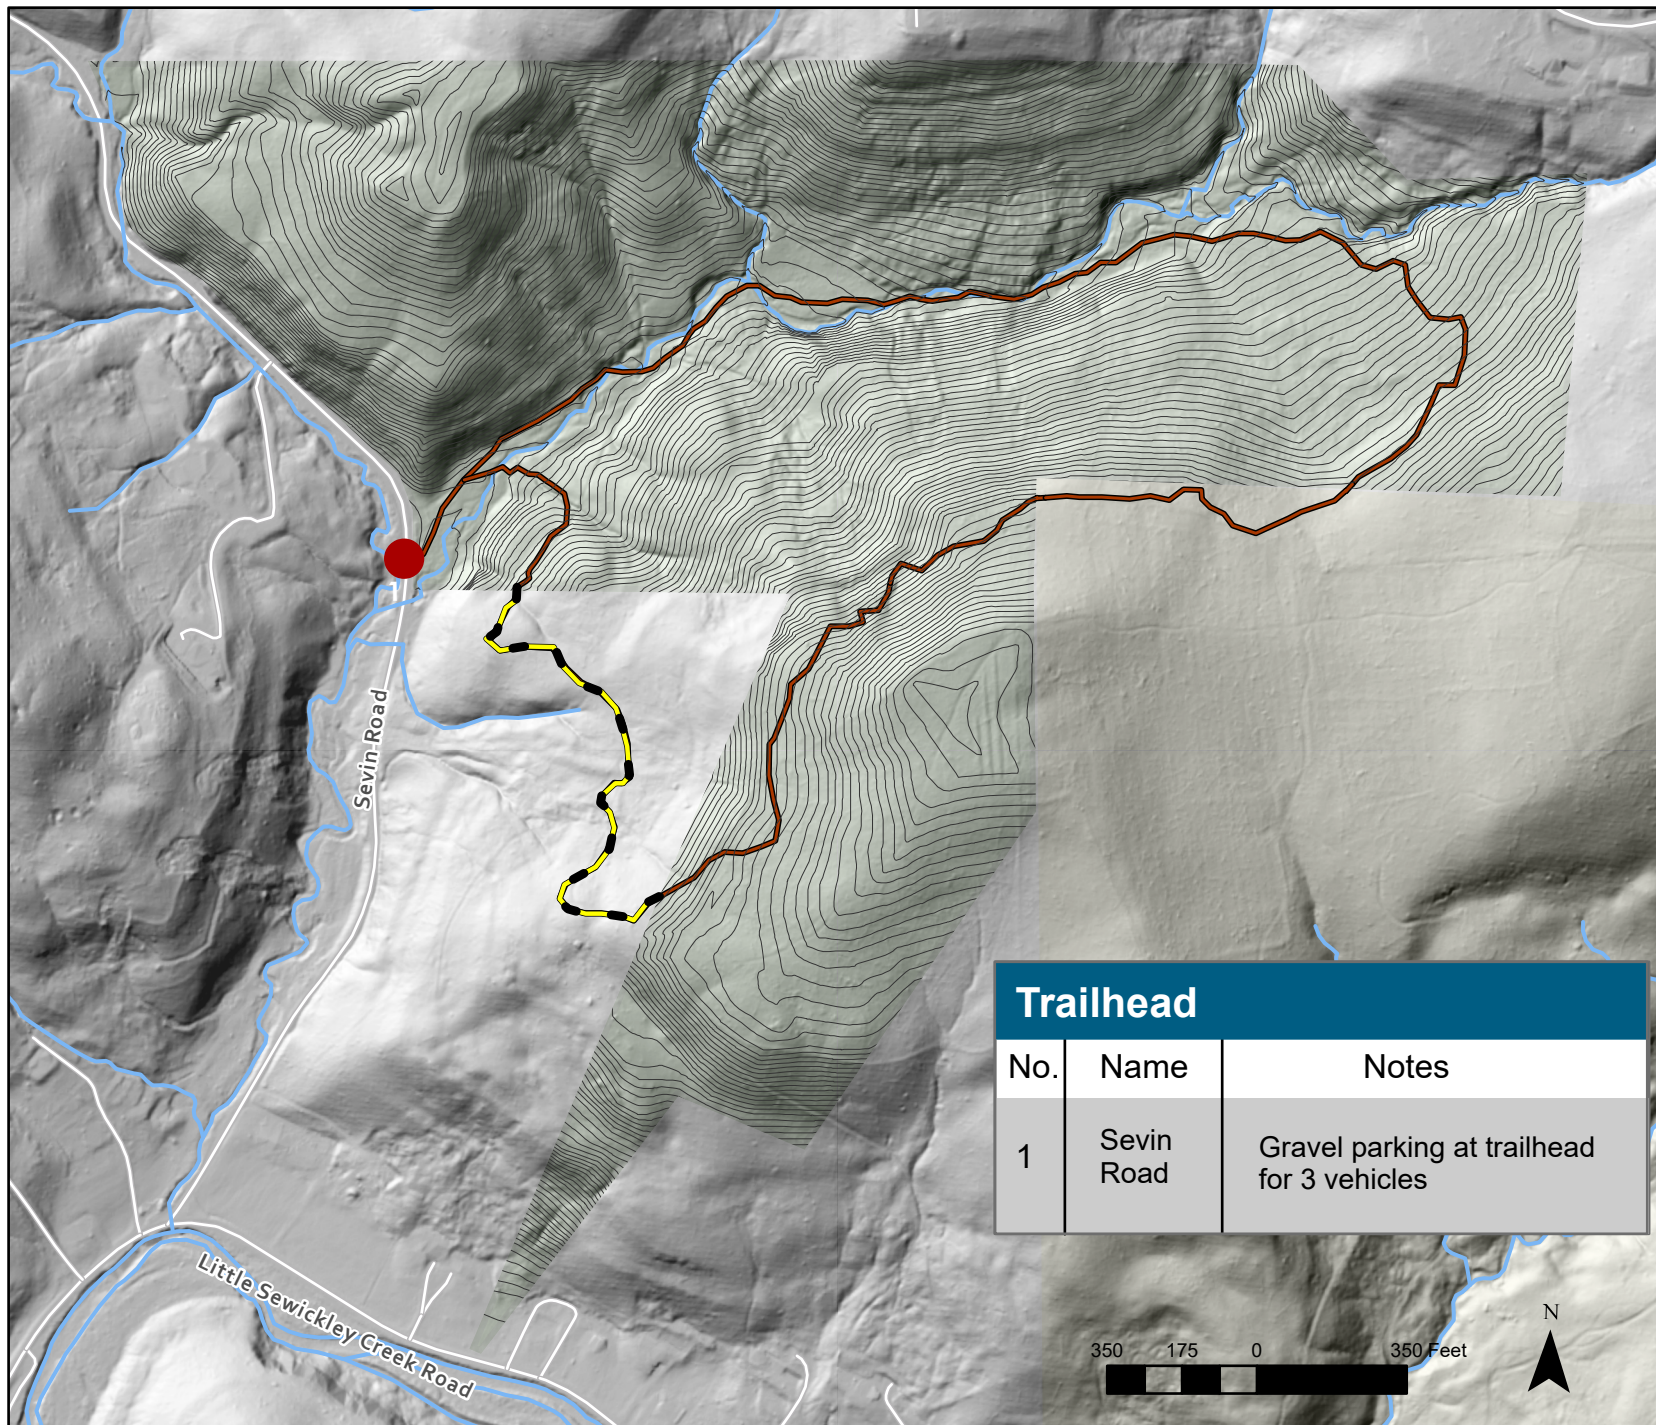 Sevin Road
Trailhead
No. Name Notes
1
Sevin
Road
Gravel parking at trailhead
for 3 vehicles
Little Sewickley Creek Road
N
350 175 0 350 Feet